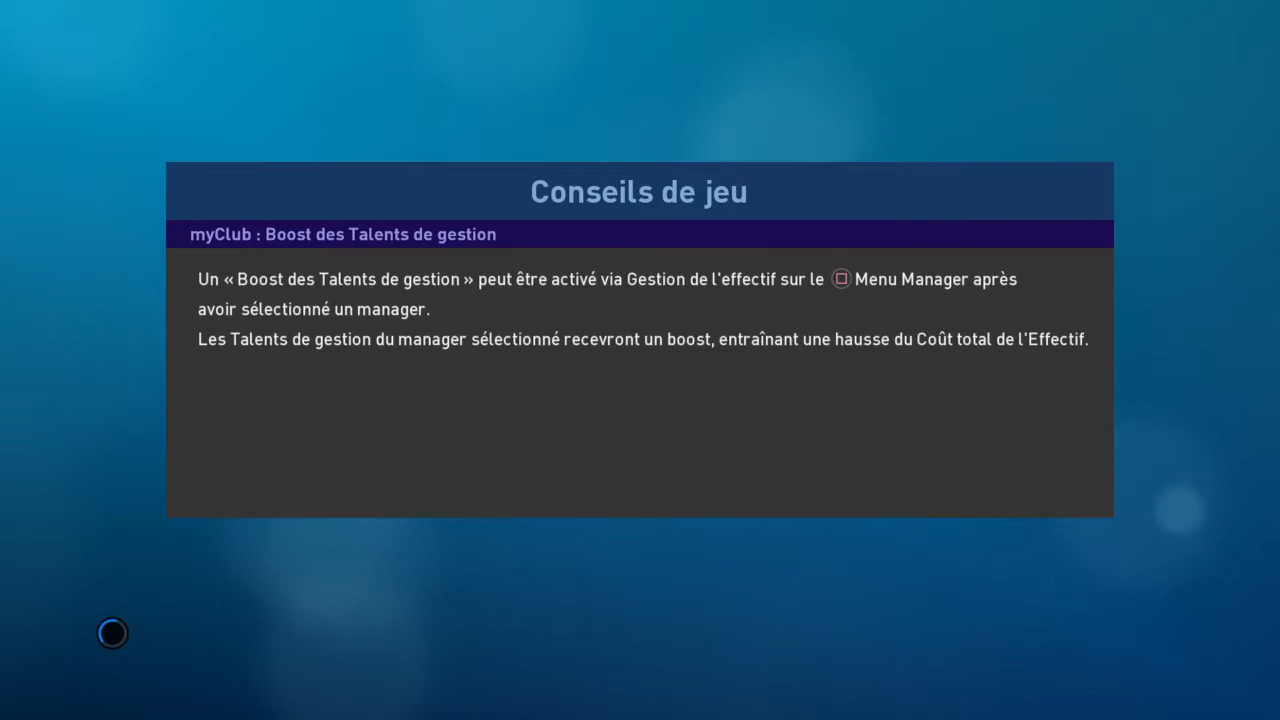 Conseils de jeu
myClub : Boost des Talents de gestion
Un « Boost des Talents de gestion » peut être activé via Gestion de l'effectif sur le Menu Manager après
avoir sélectionné un manager.
Les Talents de gestion du manager sélectionné recevront un boost, entraînant une hausse du Coût total de l'Effectif.